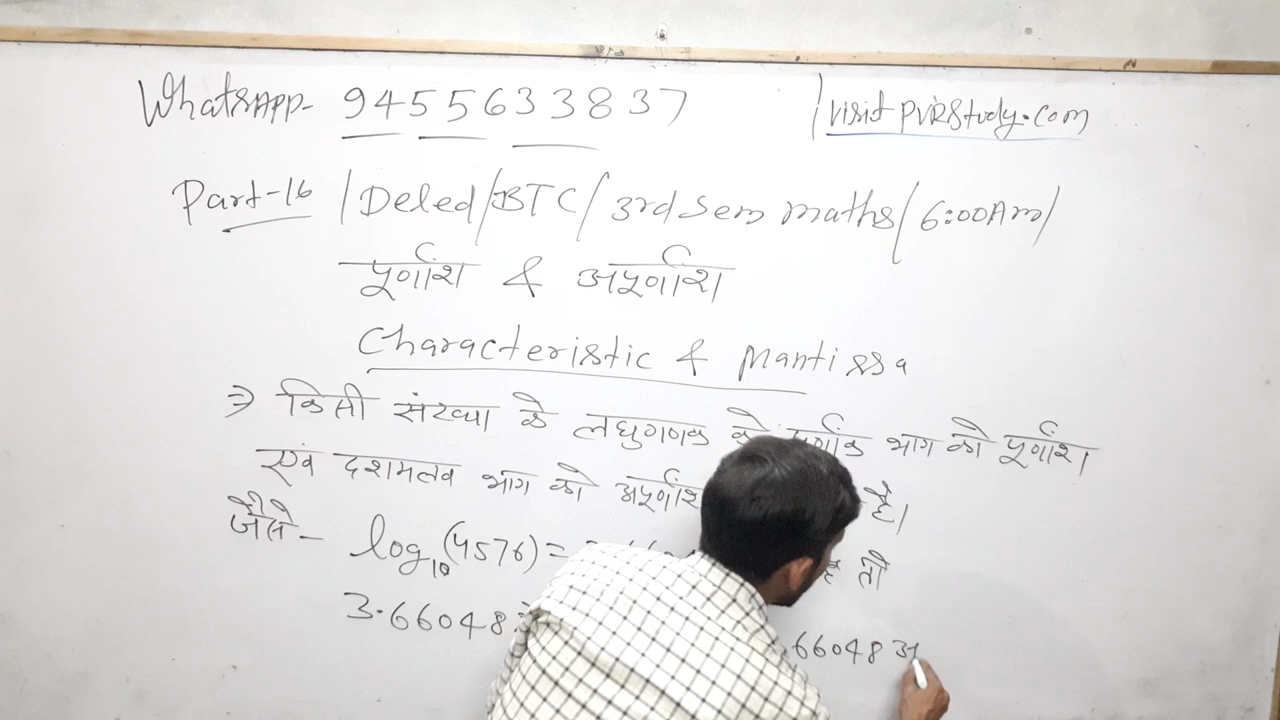 WhatsAPP- 9455633837 / visit PVRStudy.com
Part-16 / Deled/BTC/ 3rd Sem maths/ 6:00Am/
पूर्णांश & अपूर्णांश
Characteristic & Mantissa
⇒ किसी संख्या के लघुगणक के पूर्णांक भाग को पूर्णांश
एवं दशमलव भाग को अपूर्णांश है।
जैसे- log₁₀(4576)= तो
3.66048 .66048 अ